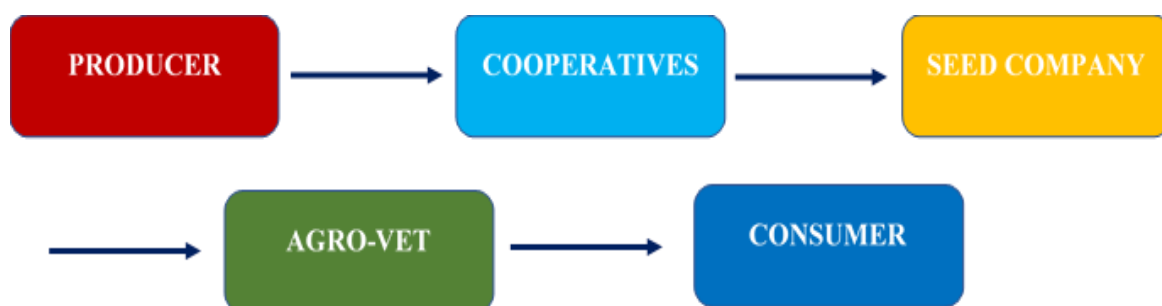 PRODUCER
COOPERATIVES
SEED COMPANY
AGRO-VET
CONSUMER